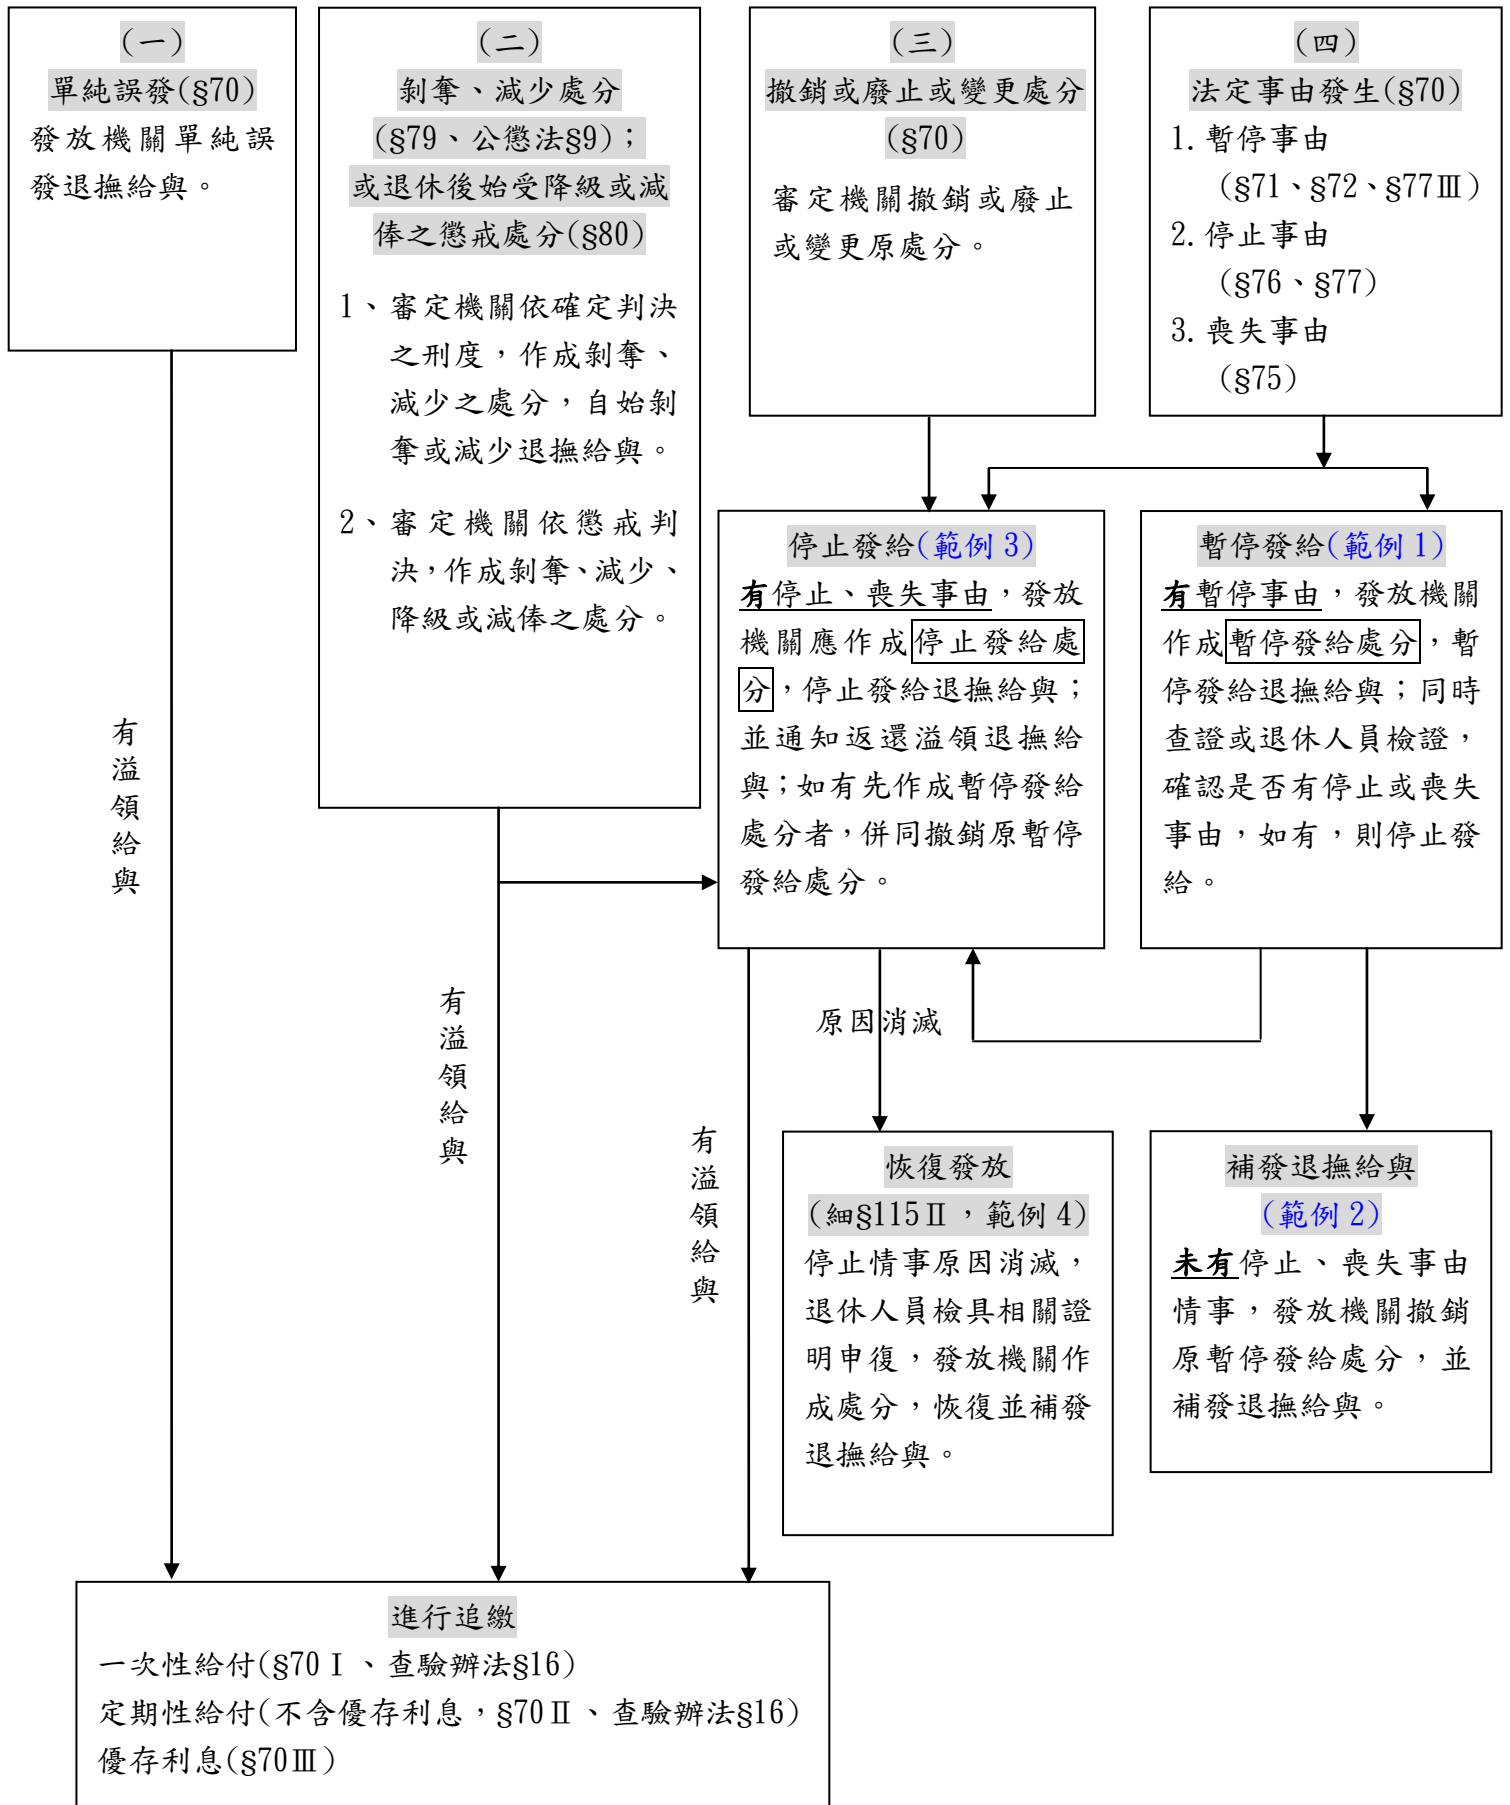 (一)
單純誤發(§70)
發放機關單純誤
發退撫給與。
(二)
剝奪、減少處分
(§79、公懲法§9)；
或退休後始受降級或減
俸之懲戒處分(§80)
1、審定機關依確定判決
之刑度，作成剝奪、
減少之處分，自始剝
奪或減少退撫給與。
2、審定機關依懲戒判
決，作成剝奪、減少、
降級或減俸之處分。
(三)
撤銷或廢止或變更處分
(§70)
審定機關撤銷或廢止
或變更原處分。
(四)
法定事由發生(§70)
1. 暫停事由
(§71、§72、§77Ⅲ)
2. 停止事由
(§76、§77)
3. 喪失事由
(§75)
停止發給(範例 3)
有停止、喪失事由，發放
機關應作成停止發給處
分，停止發給退撫給與；
並通知返還溢領退撫給
與；如有先作成暫停發給
處分者，併同撤銷原暫停
發給處分。
暫停發給(範例 1)
有暫停事由，發放機關
作成暫停發給處分，暫
停發給退撫給與；同時
查證或退休人員檢證，
確認是否有停止或喪失
事由，如有，則停止發
給。
有溢領給與
有溢領給與
有溢領給與
原因消滅
恢復發放
(細§115Ⅱ，範例 4)
停止情事原因消滅，
退休人員檢具相關證
明申復，發放機關作
成處分，恢復並補發
退撫給與。
補發退撫給與
(範例 2)
未有停止、喪失事由
情事，發放機關撤銷
原暫停發給處分，並
補發退撫給與。
進行追繳
一次性給付(§70Ⅰ、查驗辦法§16)
定期性給付(不含優存利息，§70Ⅱ、查驗辦法§16)
優存利息(§70Ⅲ)